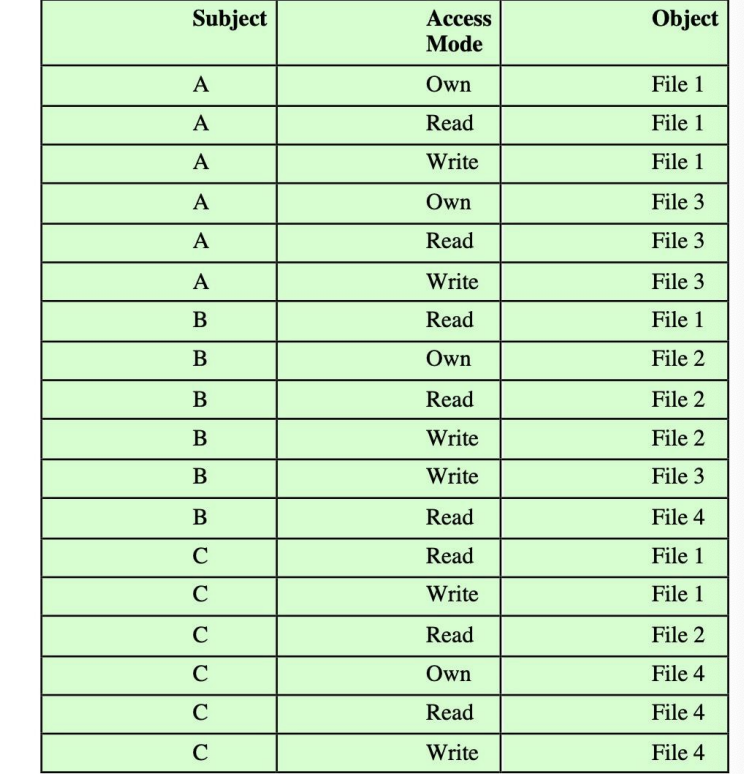 Subject Access Mode Object
A Own File 1
A Read File 1
A Write File 1
A Own File 3
A Read File 3
A Write File 3
B Read File 1
B Own File 2
B Read File 2
B Write File 2
B Write File 3
B Read File 4
C Read File 1
C Write File 1
C Read File 2
C Own File 4
C Read File 4
C Write File 4